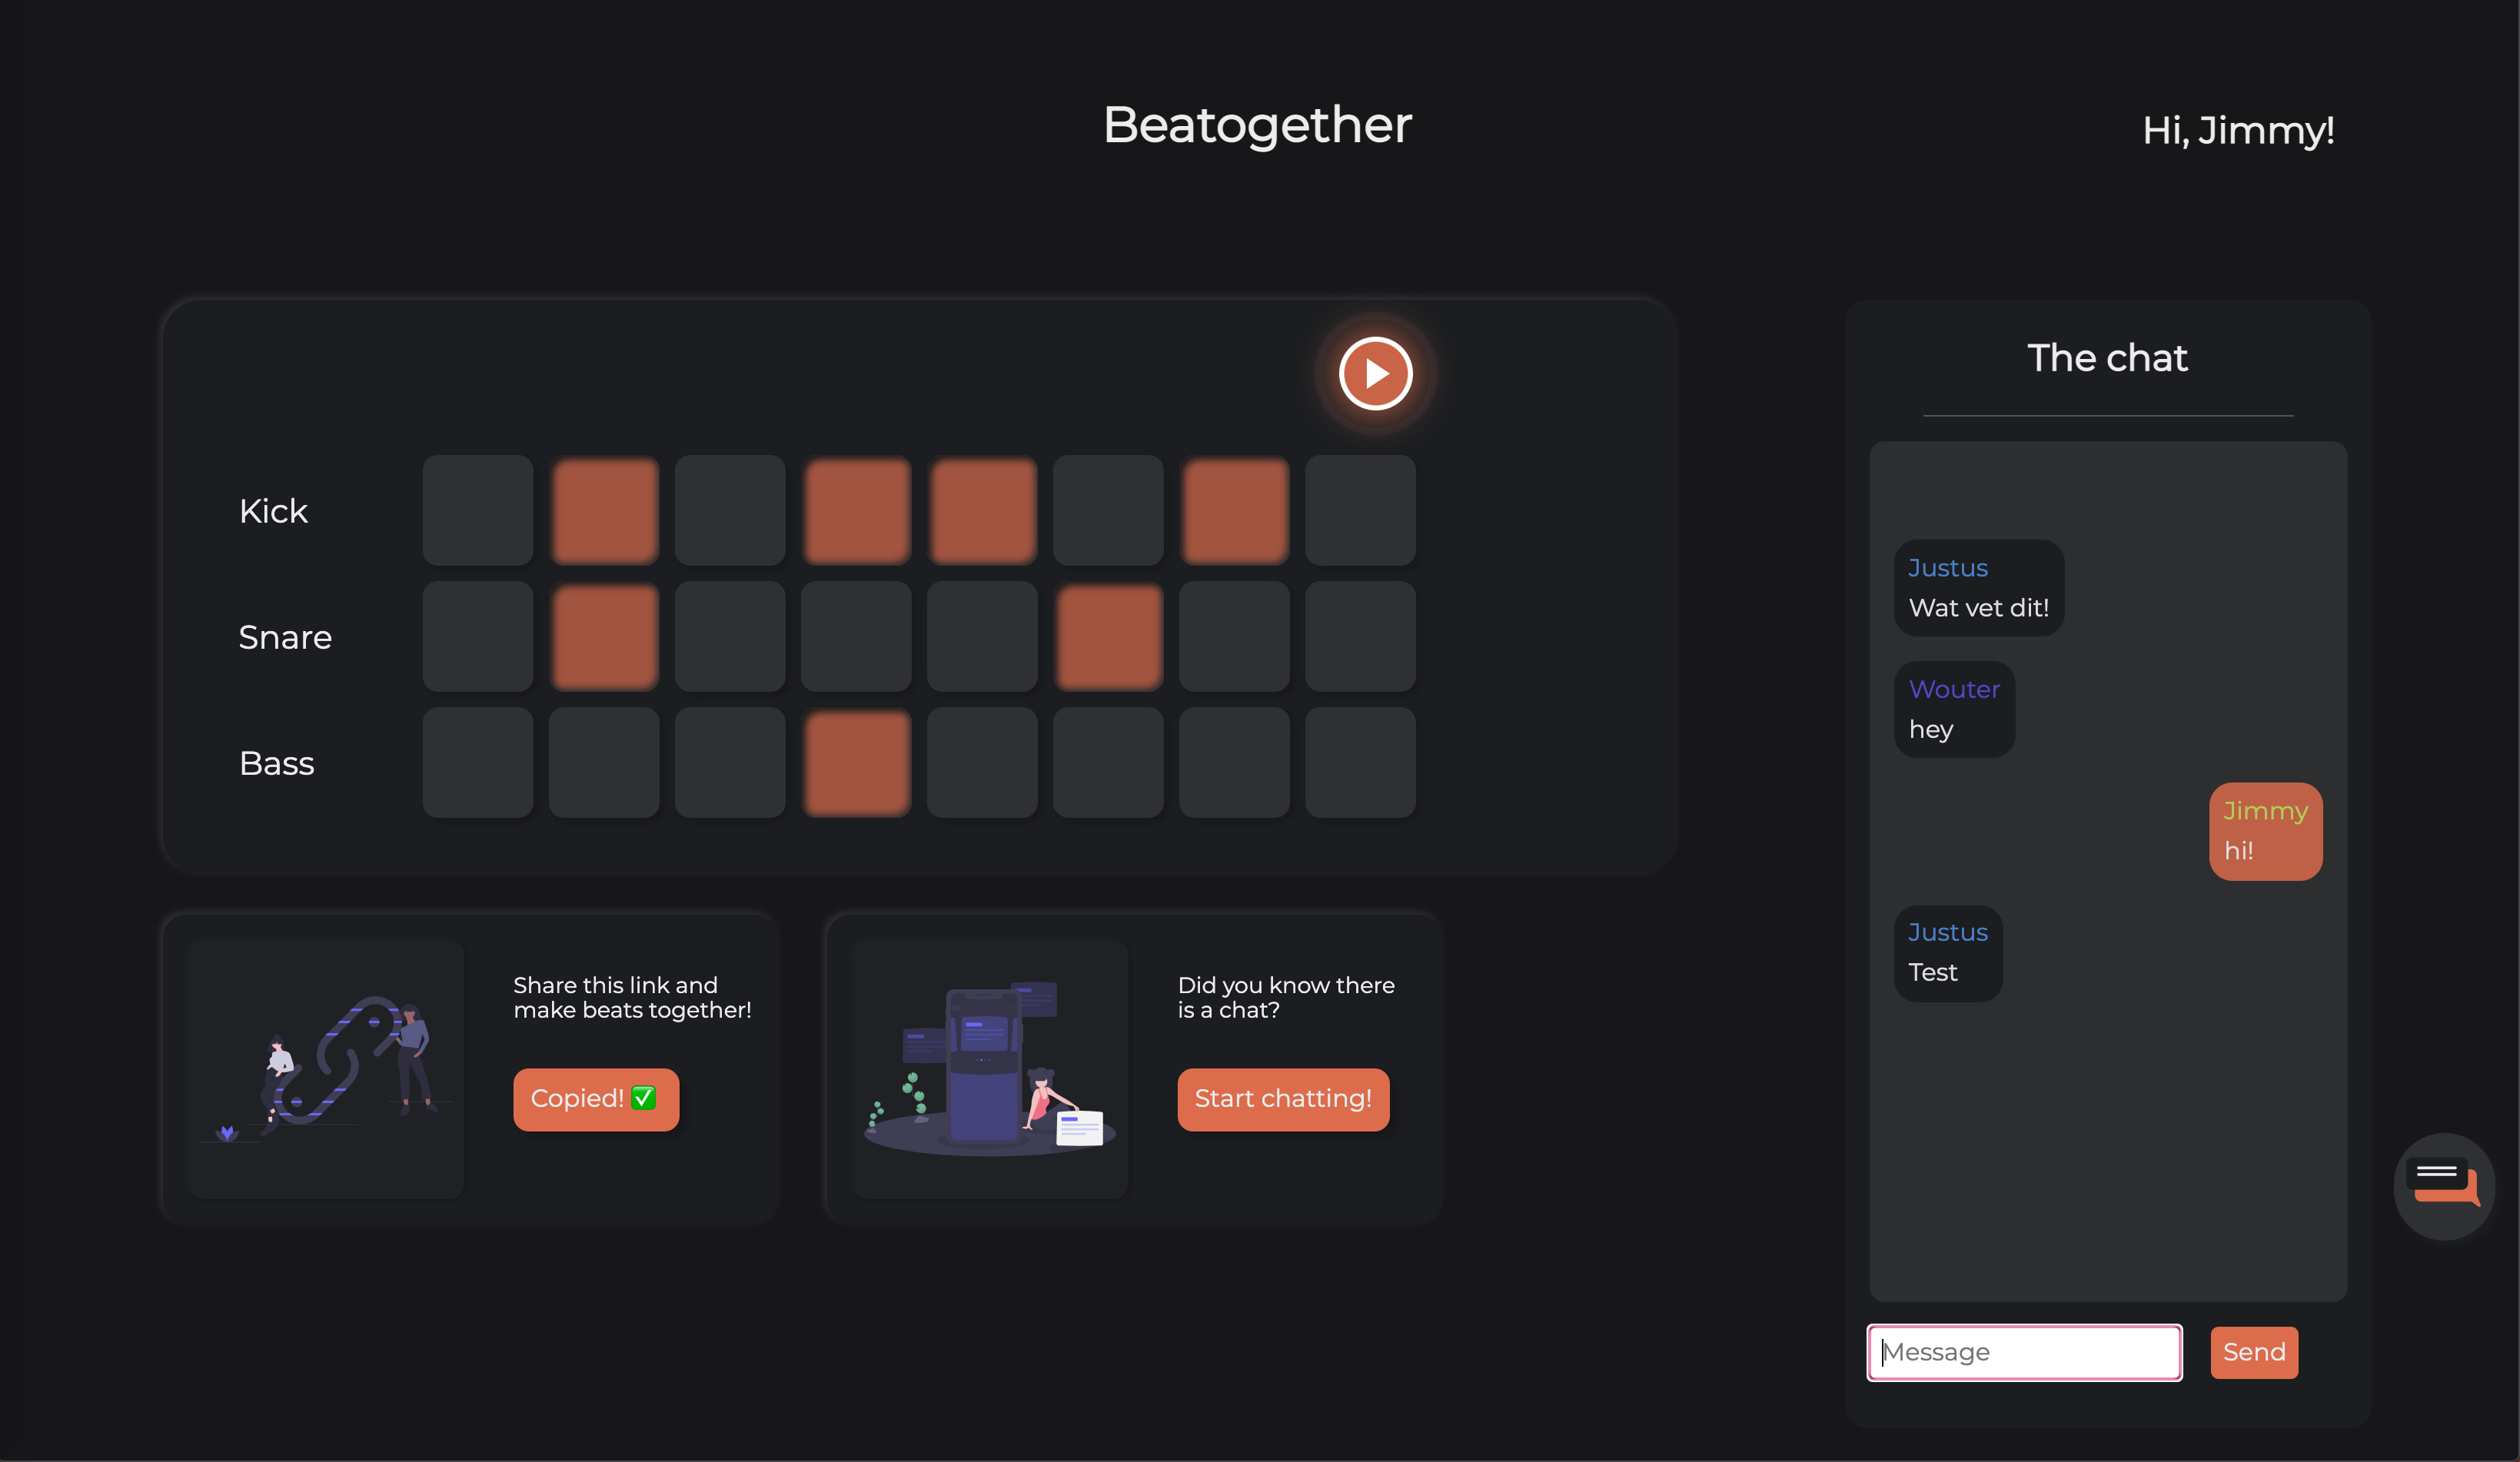 Beatogether
Hi, Jimmy!
Kick
Snare
Bass
Share this link and
make beats together!
Copied! ✅
Did you know there
is a chat?
Start chatting!
The chat
Justus
Wat vet dit!
Wouter
hey
Jimmy
hi!
Justus
Test
Message
Send